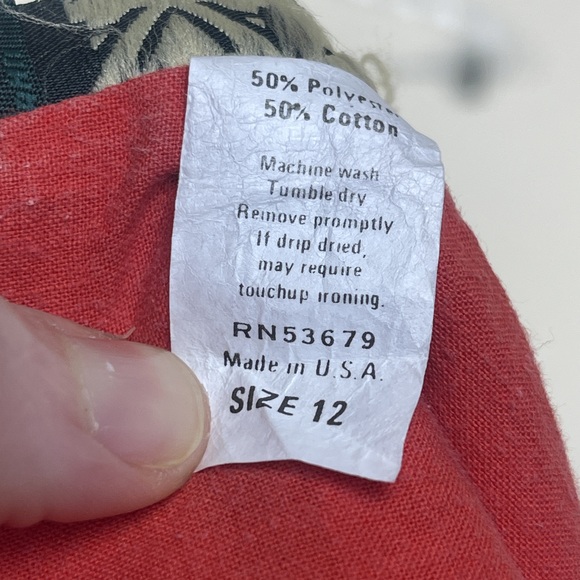 50% Polyester
50% Cotton
Machine wash
Tumble dry
Remove promptly
If drip dried,
may require
touchup ironing.
RN53679
Made in U.S.A.
SIZE 12